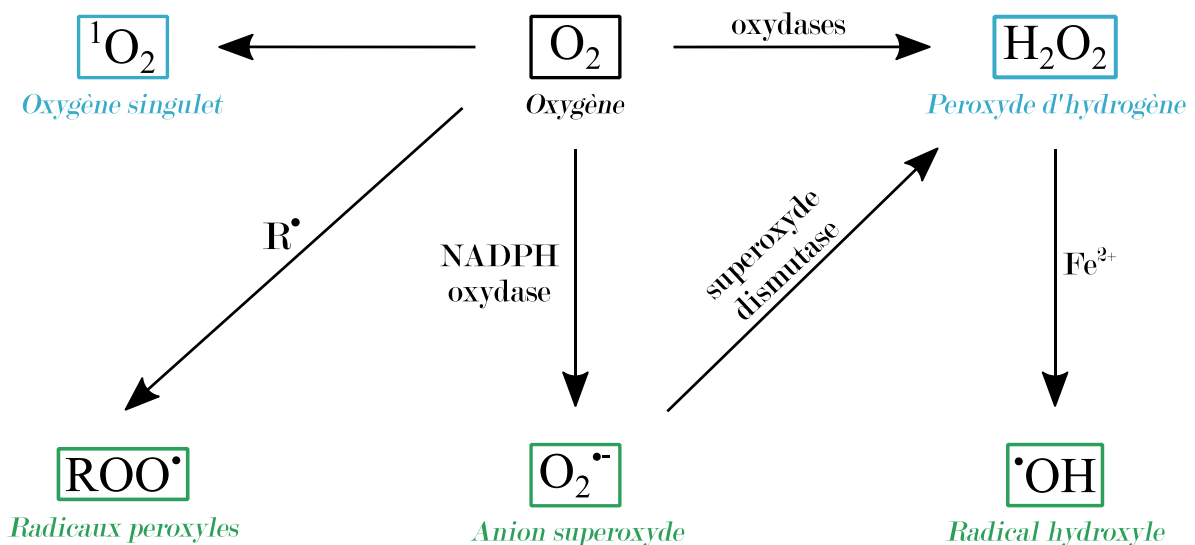 ¹O₂
Oxygène singulet
O₂
Oxygène
oxydases
H₂O₂
Peroxyde d'hydrogène
R•
NADPH
oxydase
superoxyde
dismutase
Fe²⁺
ROO•
Radicaux peroxyles
O₂•-
Anion superoxyde
•OH
Radical hydroxyle